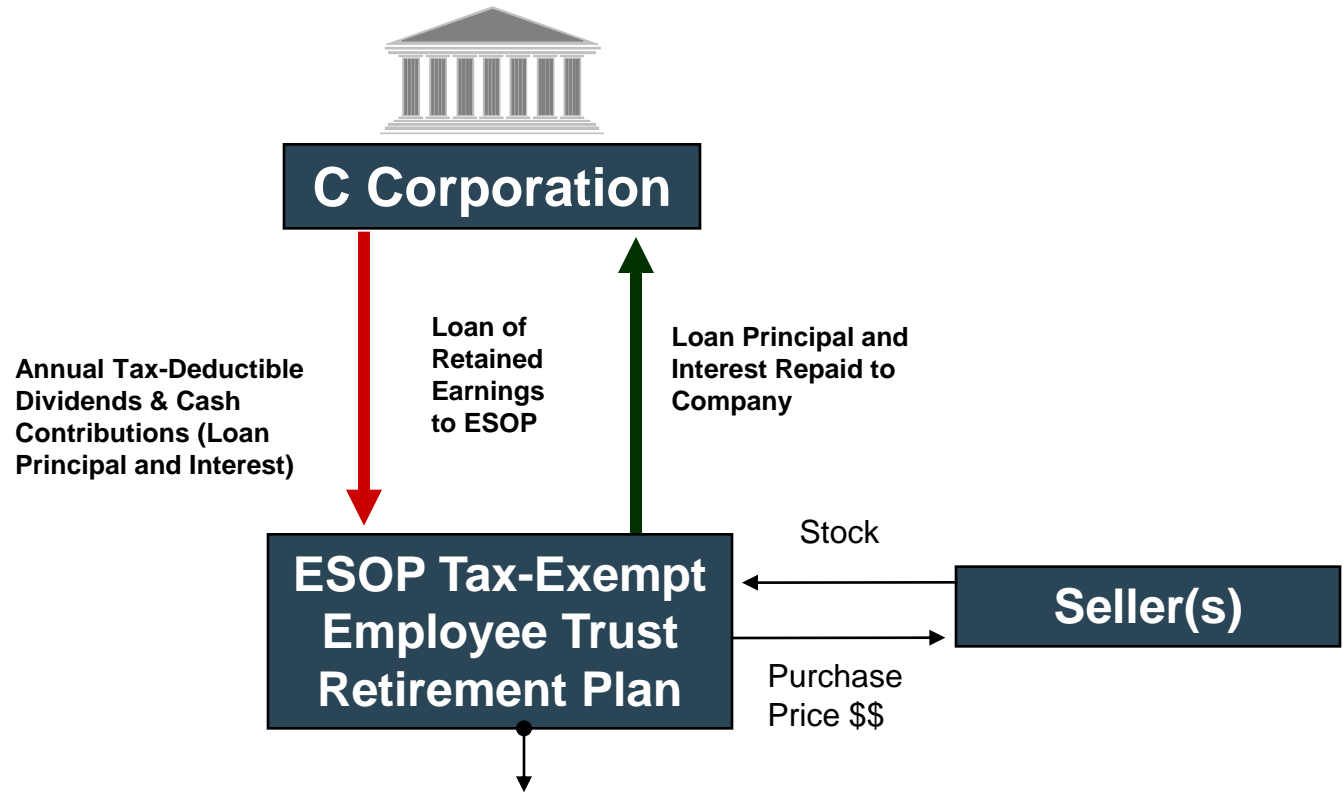 C Corporation
Annual Tax-Deductible
Dividends & Cash
Contributions (Loan
Principal and Interest)
Loan of
Retained
Earnings
to ESOP
Loan Principal and
Interest Repaid to
Company
ESOP Tax-Exempt
Employee Trust
Retirement Plan
Stock
Purchase
Price $$
Seller(s)